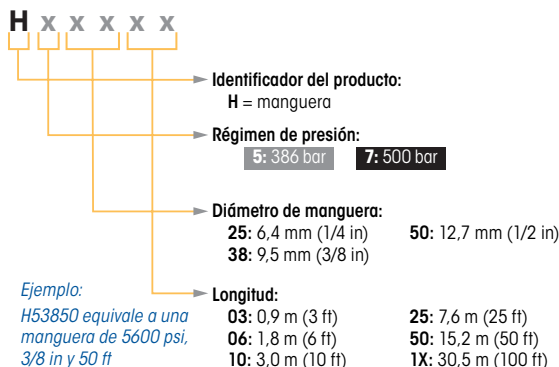 H x x x x x
Identificador del producto:
H = manguera
Régimen de presión:
5: 386 bar 7: 500 bar
Diámetro de manguera:
25: 6,4 mm (1/4 in) 50: 12,7 mm (1/2 in)
38: 9,5 mm (3/8 in)
Ejemplo:
H53850 equivale a una
manguera de 5600 psi,
3/8 in y 50 ft
Longitud:
03: 0,9 m (3 ft) 25: 7,6 m (25 ft)
06: 1,8 m (6 ft) 50: 15,2 m (50 ft)
10: 3,0 m (10 ft) 1X: 30,5 m (100 ft)